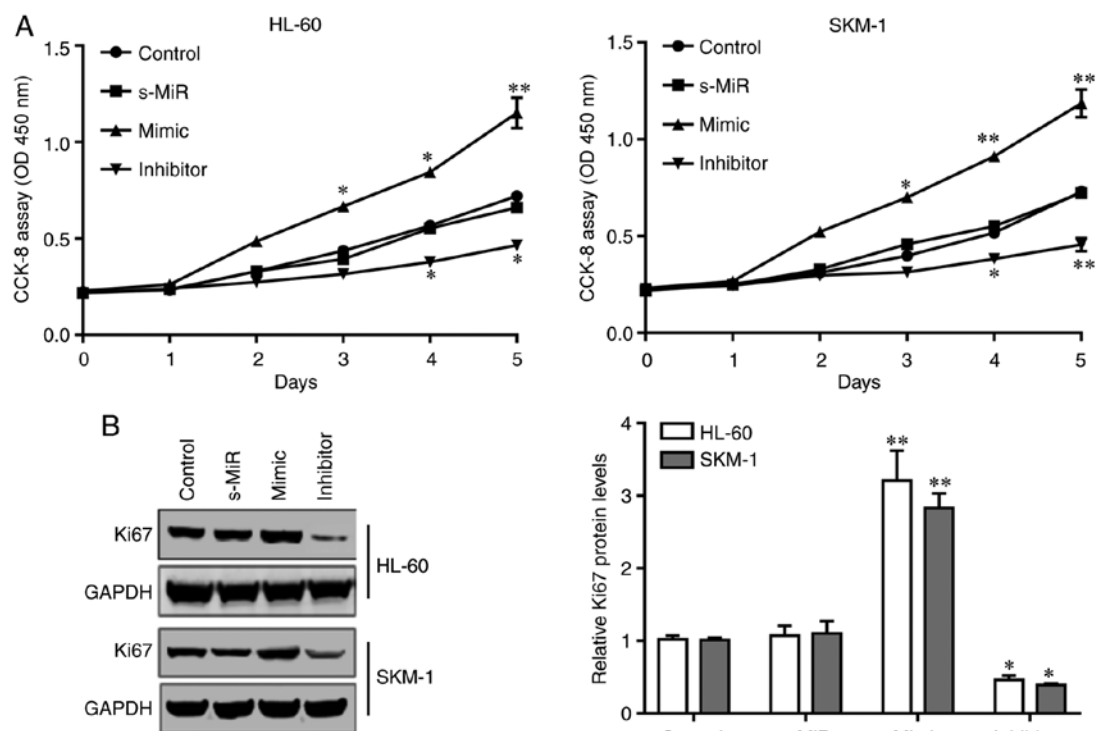 A
HL-60
1.5
1.0
0.5
0.0
CCK-8 assay (OD 450 nm)
Control
s-MiR
Mimic
Inhibitor
*
*
**
*
*
0 1 2 3 4 5
Days
SKM-1
1.5
1.0
0.5
0.0
CCK-8 assay (OD 450 nm)
Control
s-MiR
Mimic
Inhibitor
*
**
**
*
**
0 1 2 3 4 5
Days
B
Control
s-MiR
Mimic
Inhibitor
Ki67
GAPDH
HL-60
Ki67
GAPDH
SKM-1
4
3
2
1
0
Relative Ki67 protein levels
HL-60
SKM-1
**
**
*
*